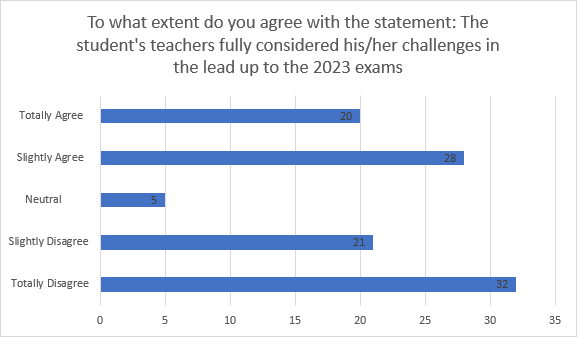 To what extent do you agree with the statement: The
student's teachers fully considered his/her challenges in
the lead up to the 2023 exams
Totally Agree 20
Slightly Agree 28
Neutral 5
Slightly Disagree 21
Totally Disagree 32
0 5 10 15 20 25 30 35